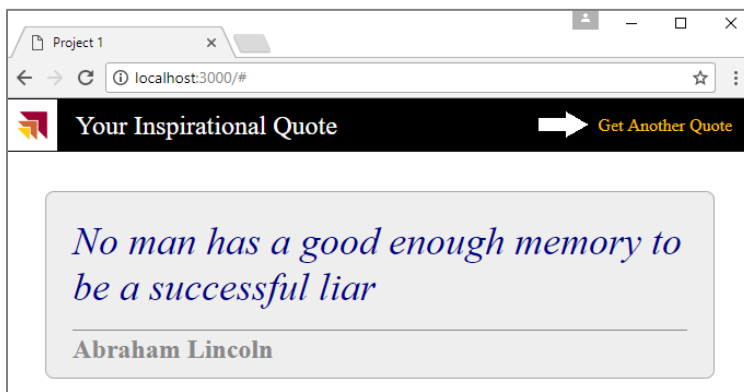 Project 1
localhost:3000/#
Your Inspirational Quote
Get Another Quote
No man has a good enough memory to
be a successful liar
Abraham Lincoln